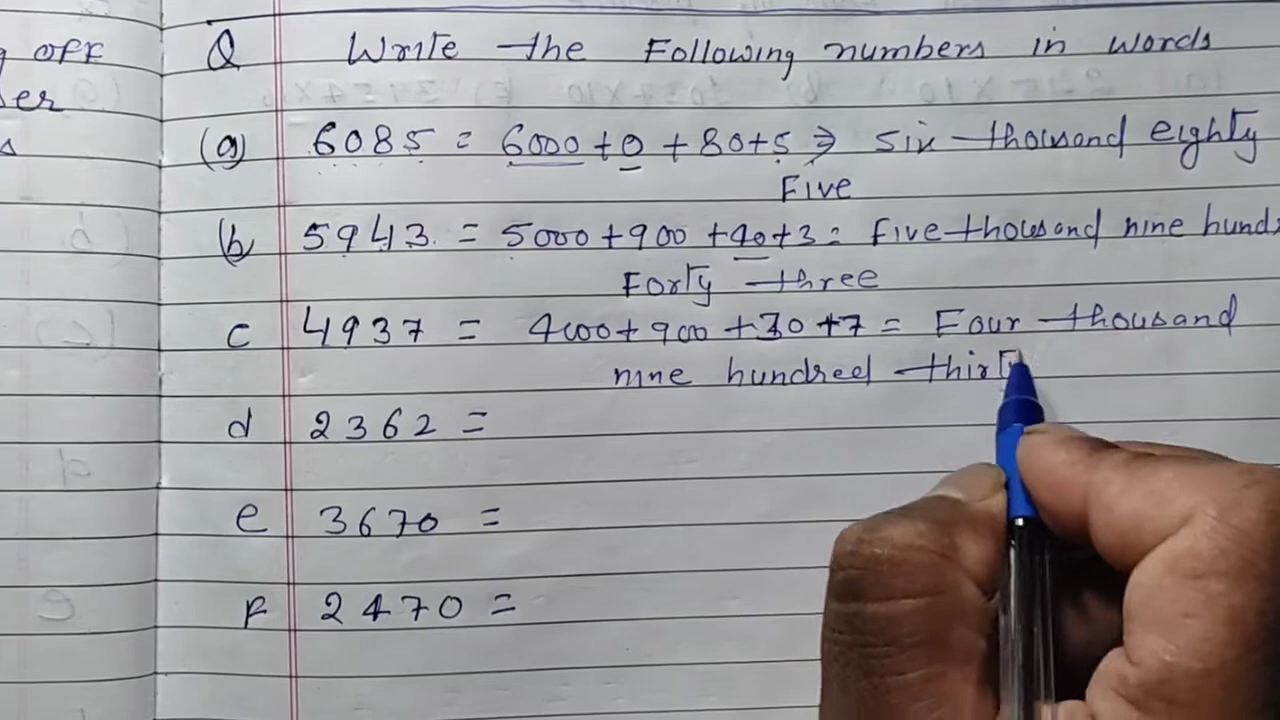 g off
Q Write the Following numbers in words
der
(a) 6085 = 6000 + 0 + 80 + 5 ⇒ Six thousand eighty
Five
(b) 5943 = 5000 + 900 + 40 + 3 = Five thousand nine hund
Forty three
c 4937 = 4000 + 900 + 30 + 7 = Four thousand
nine hundred thirty
d 2362 =
e 3670 =
F 2470 =